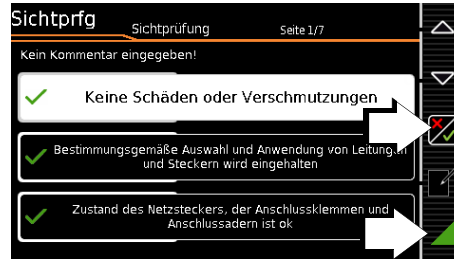 Sichtprfg Sichtprüfung Seite 1/7
Kein Kommentar eingegeben!
Keine Schäden oder Verschmutzungen
Bestimmungsgemäße Auswahl und Anwendung von Leitungen
und Steckern wird eingehalten
Zustand des Netzsteckers, der Anschlussklemmen und
Anschlussadern ist ok